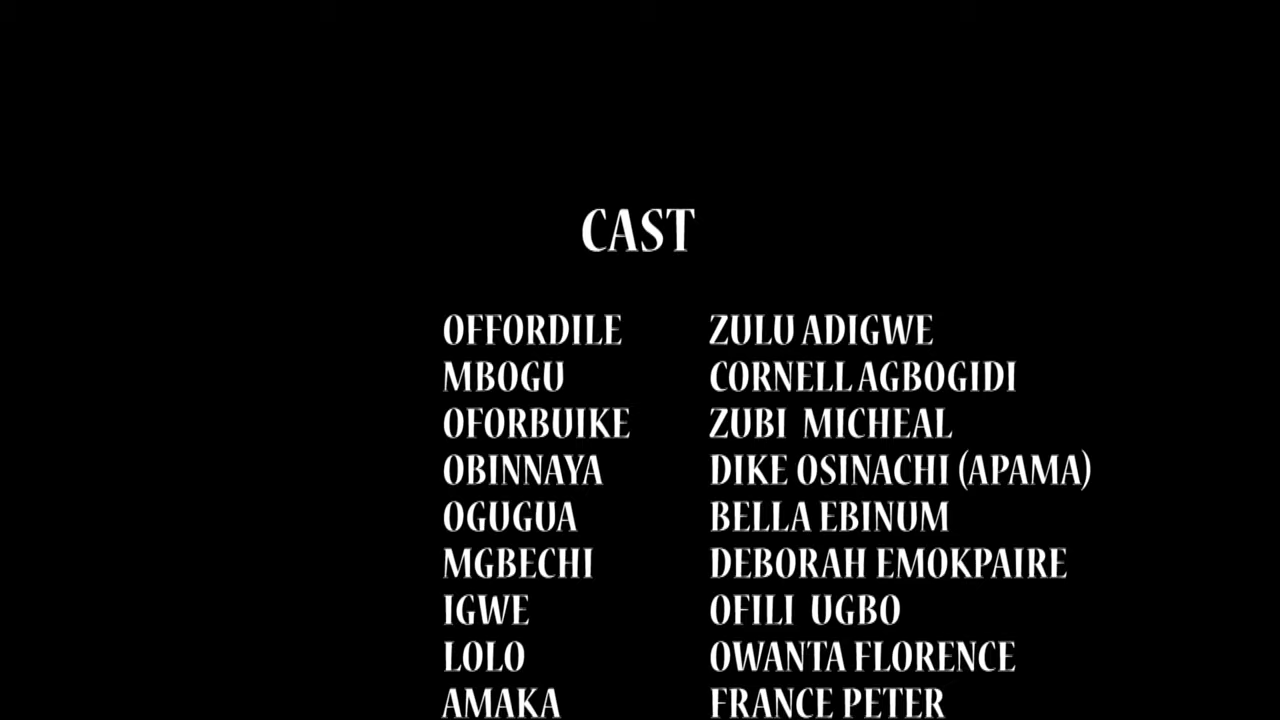 CAST
OFFORDILE ZULU ADIGWE
MBOGU CORNELL AGBOGIDI
OFORBUIKE ZUBI MICHEAL
OBINNAYA DIKE OSINACHI (APAMA)
OGUGUA BELLA EBINUM
MGBECHI DEBORAH EMOKPAIRE
IGWE OFILI UGBO
LOLO OWANTA FLORENCE
AMAKA FRANCE PETER